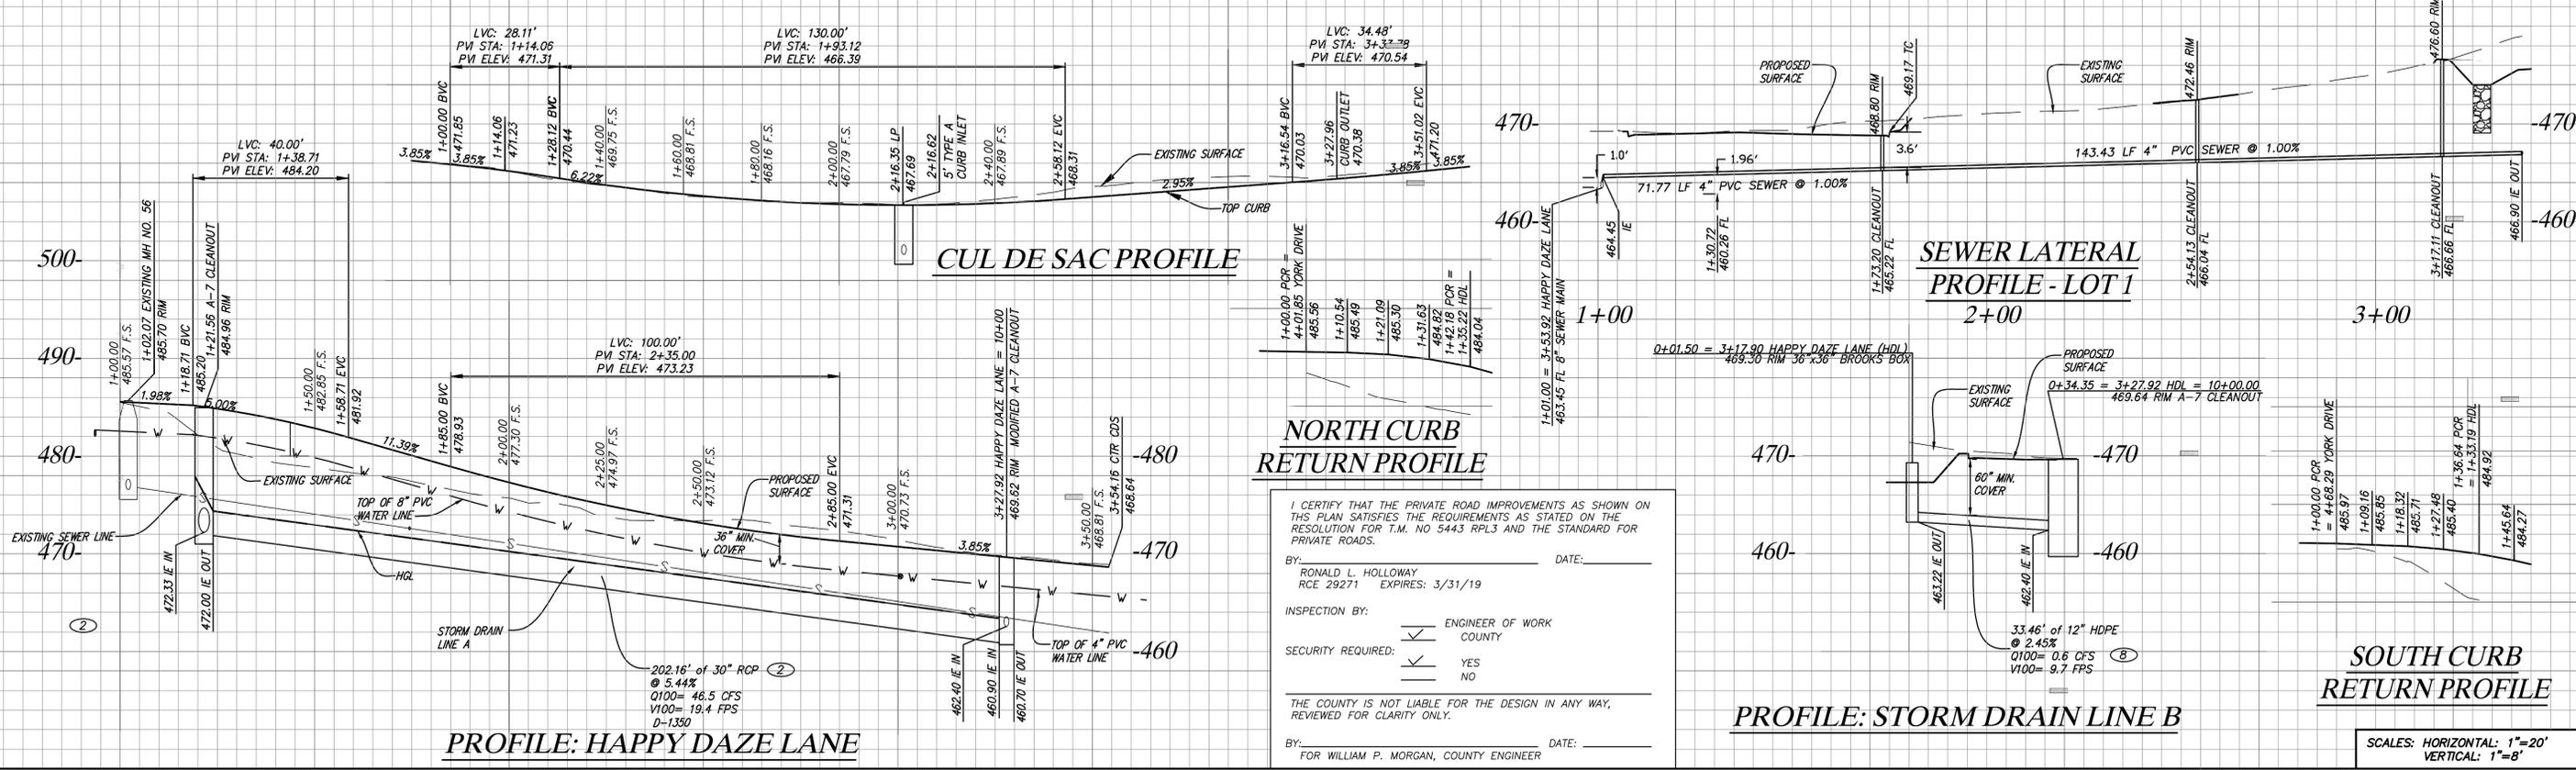 LVC: 28.11'
PVI STA: 1+14.06
PVI ELEV: 471.31
LVC: 130.00'
PVI STA: 1+93.12
PVI ELEV: 466.39
LVC: 34.48'
PVI ELEV: 470.54
3.85%
1+00.00 BVC
471.85
3.85%
1+14.06
471.23
1+28.12 BVC
470.44
6.22%
1+40.00
469.75 F.S.
1+60.00
468.81 F.S.
1+80.00
468.16 F.S.
2+00.00
467.79 F.S.
2+16.35 LP
467.69
2+16.62
5' TYPE A
CURB INLET
2+40.00
467.89 F.S.
2+58.12 EVC
468.31
EXISTING SURFACE
2.95%
TOP CURB
3+16.54 BVC
470.03
3+27.96
CURB OUTLET
470.38
3+51.02 EVC
471.20
3.85%
3.85%
CUL DE SAC PROFILE
PROPOSED
SURFACE
468.80 RIM
469.17 TC
EXISTING
SURFACE
472.46 RIM
476.60 RIM
470-
-470
460-
-460
1.0'
1.96'
3.6'
71.77 LF 4" PVC SEWER @ 1.00%
143.43 LF 4" PVC SEWER @ 1.00%
1+01.00 = 3+53.92 HAPPY DAZE LANE
463.45 FL 8" SEWER MAIN
464.45
IE
1+30.72
460.26 FL
1+73.20 CLEANOUT
465.22 FL
2+54.13 CLEANOUT
466.04 FL
3+17.11 CLEANOUT
466.66 FL
466.90 IE OUT
SEWER LATERAL
PROFILE - LOT 1
1+00
2+00
3+00
LVC: 40.00'
PVI STA: 1+38.71
PVI ELEV: 484.20
500-
490-
480-
470-
1+00.00
485.57 F.S.
1+02.07 EXISTING MH NO. 56
485.70 RIM
1+18.71 BVC
485.20
1+21.56 A-7 CLEANOUT
484.96 RIM
1+50.00
482.85 F.S.
1+58.71 EVC
481.92
1.98%
5.00%
11.39%
LVC: 100.00'
PVI STA: 2+35.00
PVI ELEV: 473.23
1+85.00 BVC
478.93
2+00.00
477.30 F.S.
2+25.00
474.97 F.S.
2+50.00
473.12 F.S.
PROPOSED
SURFACE
2+85.00 EVC
471.31
3+00.00
470.73 F.S.
3+27.92 HAPPY DAZE LANE = 10+00
469.62 RIM MODIFIED A-7 CLEANOUT
3+50.00
468.81 F.S.
3+54.16 CTR CDS
468.64
-480
-470
-460
3.85%
36" MIN.
COVER
EXISTING SURFACE
TOP OF 8" PVC
WATER LINE
EXISTING SEWER LINE
HGL
472.33 IE IN
472.00 IE OUT
2
STORM DRAIN
LINE A
202.16' of 30" RCP 2
@ 5.44%
Q100= 46.5 CFS
V100= 19.4 FPS
D-1350
462.40 IE IN
460.90 IE IN
460.70 IE OUT
TOP OF 4" PVC
WATER LINE
W W W W W W W W W W W W W W
S S S S S S
PROFILE: HAPPY DAZE LANE
1+00.00 PCR =
4+01.85 YORK DRIVE
485.56
1+10.54
485.49
1+21.09
485.30
1+31.63
484.82
1+42.18 PCR =
1+35.22 HDL
484.04
NORTH CURB
RETURN PROFILE
I CERTIFY THAT THE PRIVATE ROAD IMPROVEMENTS AS SHOWN ON
THS PLAN SATISFIES THE REQUIREMENTS AS STATED ON THE
RESOLUTION FOR T.M. NO 5443 RPL3 AND THE STANDARD FOR
PRIVATE ROADS.
BY: DATE:
RONALD L. HOLLOWAY
RCE 29271 EXPIRES: 3/31/19
INSPECTION BY:
ENGINEER OF WORK
✓ COUNTY
SECURITY REQUIRED:
✓ YES
NO
THE COUNTY IS NOT LIABLE FOR THE DESIGN IN ANY WAY,
REVIEWED FOR CLARITY ONLY.
BY: DATE:
FOR WILLIAM P. MORGAN, COUNTY ENGINEER
0+01.50 = 3+17.90 HAPPY DAZE LANE (HDL)
469.30 RIM 36"x36" BROOKS BOX
PROPOSED
SURFACE
EXISTING
SURFACE
0+34.35 = 3+27.92 HDL = 10+00.00
469.64 RIM A-7 CLEANOUT
470-
-470
460-
-460
60" MIN.
COVER
463.22 IE OUT
462.40 IE IN
33.46' of 12" HDPE
@ 2.45%
Q100= 0.6 CFS 8
V100= 9.7 FPS
PROFILE: STORM DRAIN LINE B
1+00.00 PCR
= 4+68.29 YORK DRIVE
485.97
1+09.16
485.85
1+18.32
485.71
1+27.48
485.40
1+36.64 PCR
= 1+33.19 HDL
484.92
1+45.64
484.27
SOUTH CURB
RETURN PROFILE
SCALES: HORIZONTAL: 1"=20'
VERTICAL: 1"=8'